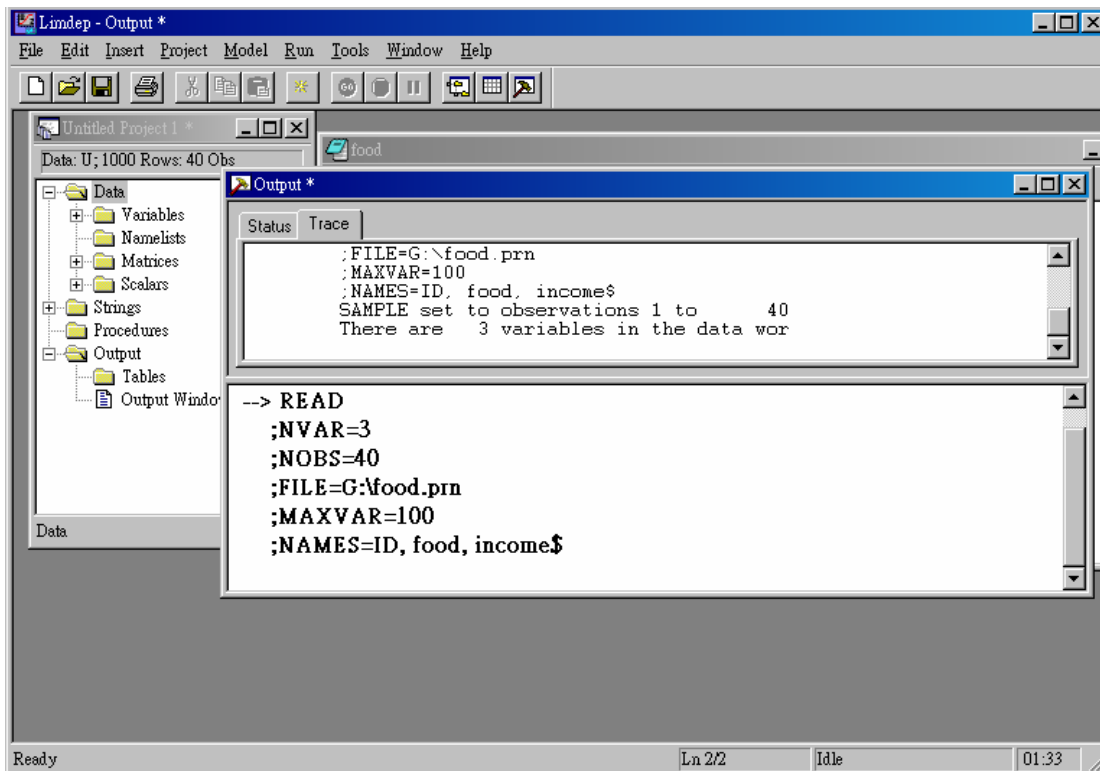 Limdep - Output *
File Edit Insert Project Model Run Tools Window Help
GO
Untitled Project 1 *
Data: U; 1000 Rows: 40 Obs
Data
Variables
Namelists
Matrices
Scalars
Strings
Procedures
Output
Tables
Output Windo
Data
food
Output *
Status Trace
;FILE=G:\food.prn
;MAXVAR=100
;NAMES=ID, food, income$
SAMPLE set to observations 1 to 40
There are 3 variables in the data wor
--> READ
;NVAR=3
;NOBS=40
;FILE=G:\food.prn
;MAXVAR=100
;NAMES=ID, food, income$
Ready Ln 2/2 Idle 01:33